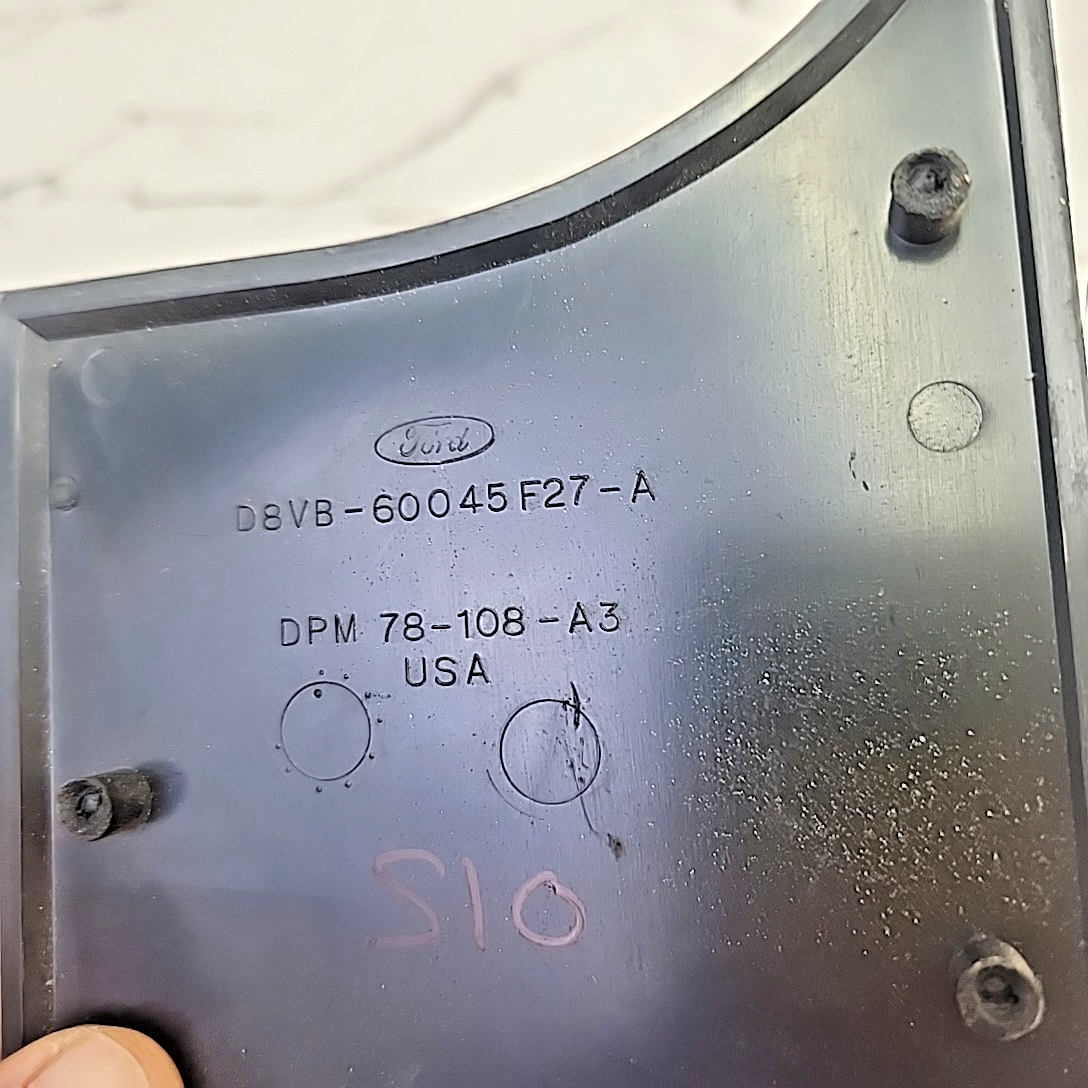 Ford
D8VB-60045F27-A
DPM 78-108-A3
USA
S10